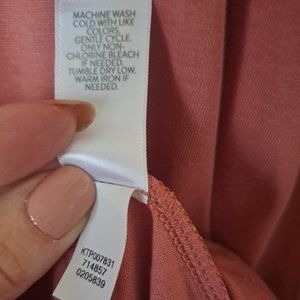 MACHINE WASH
COLD WITH LIKE
COLORS,
GENTLE CYCLE.
ONLY NON-
CHLORINE BLEACH
IF NEEDED.
TUMBLE DRY LOW.
WARM IRON IF
NEEDED.
KTP007831
714857
0205839